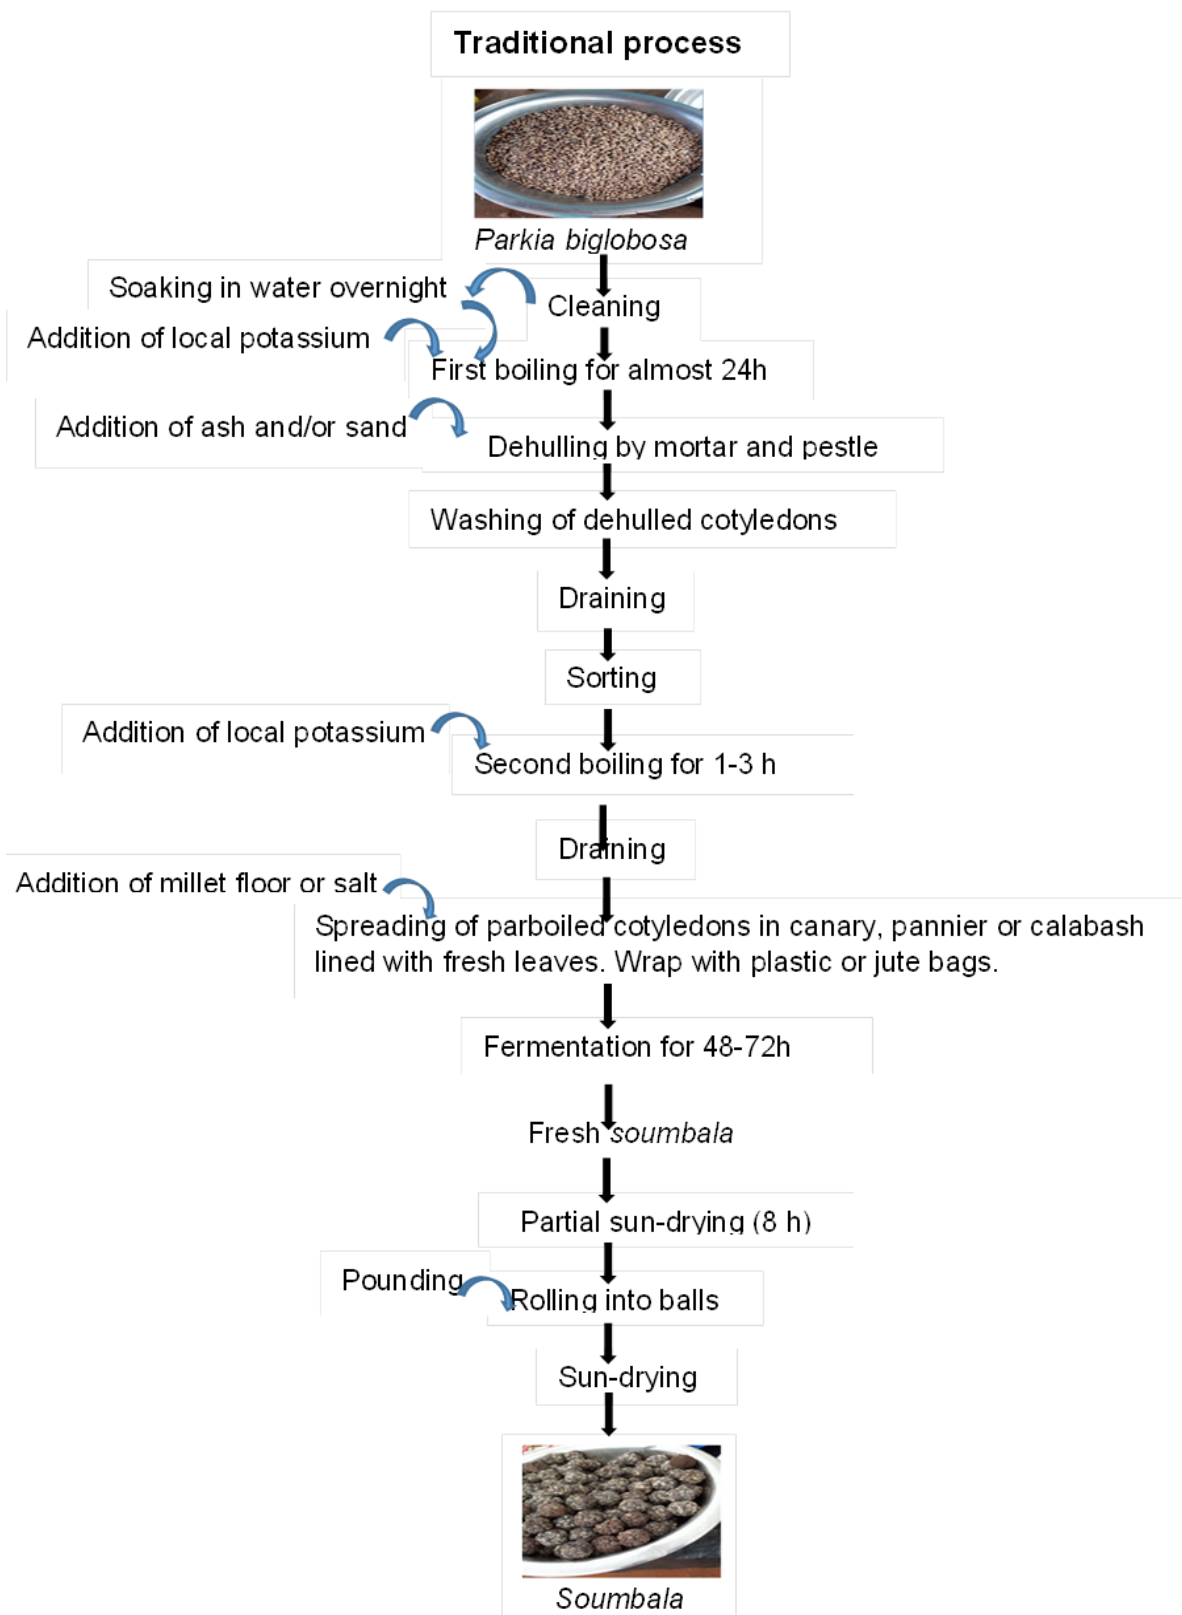 Traditional process
Parkia biglobosa
Soaking in water overnight
Cleaning
Addition of local potassium
First boiling for almost 24h
Addition of ash and/or sand
Dehulling by mortar and pestle
Washing of dehulled cotyledons
Draining
Sorting
Addition of local potassium
Second boiling for 1-3 h
Draining
Addition of millet floor or salt
Spreading of parboiled cotyledons in canary, pannier or calabash
lined with fresh leaves. Wrap with plastic or jute bags.
Fermentation for 48-72h
Fresh soumbala
Partial sun-drying (8 h)
Pounding
Rolling into balls
Sun-drying
Soumbala